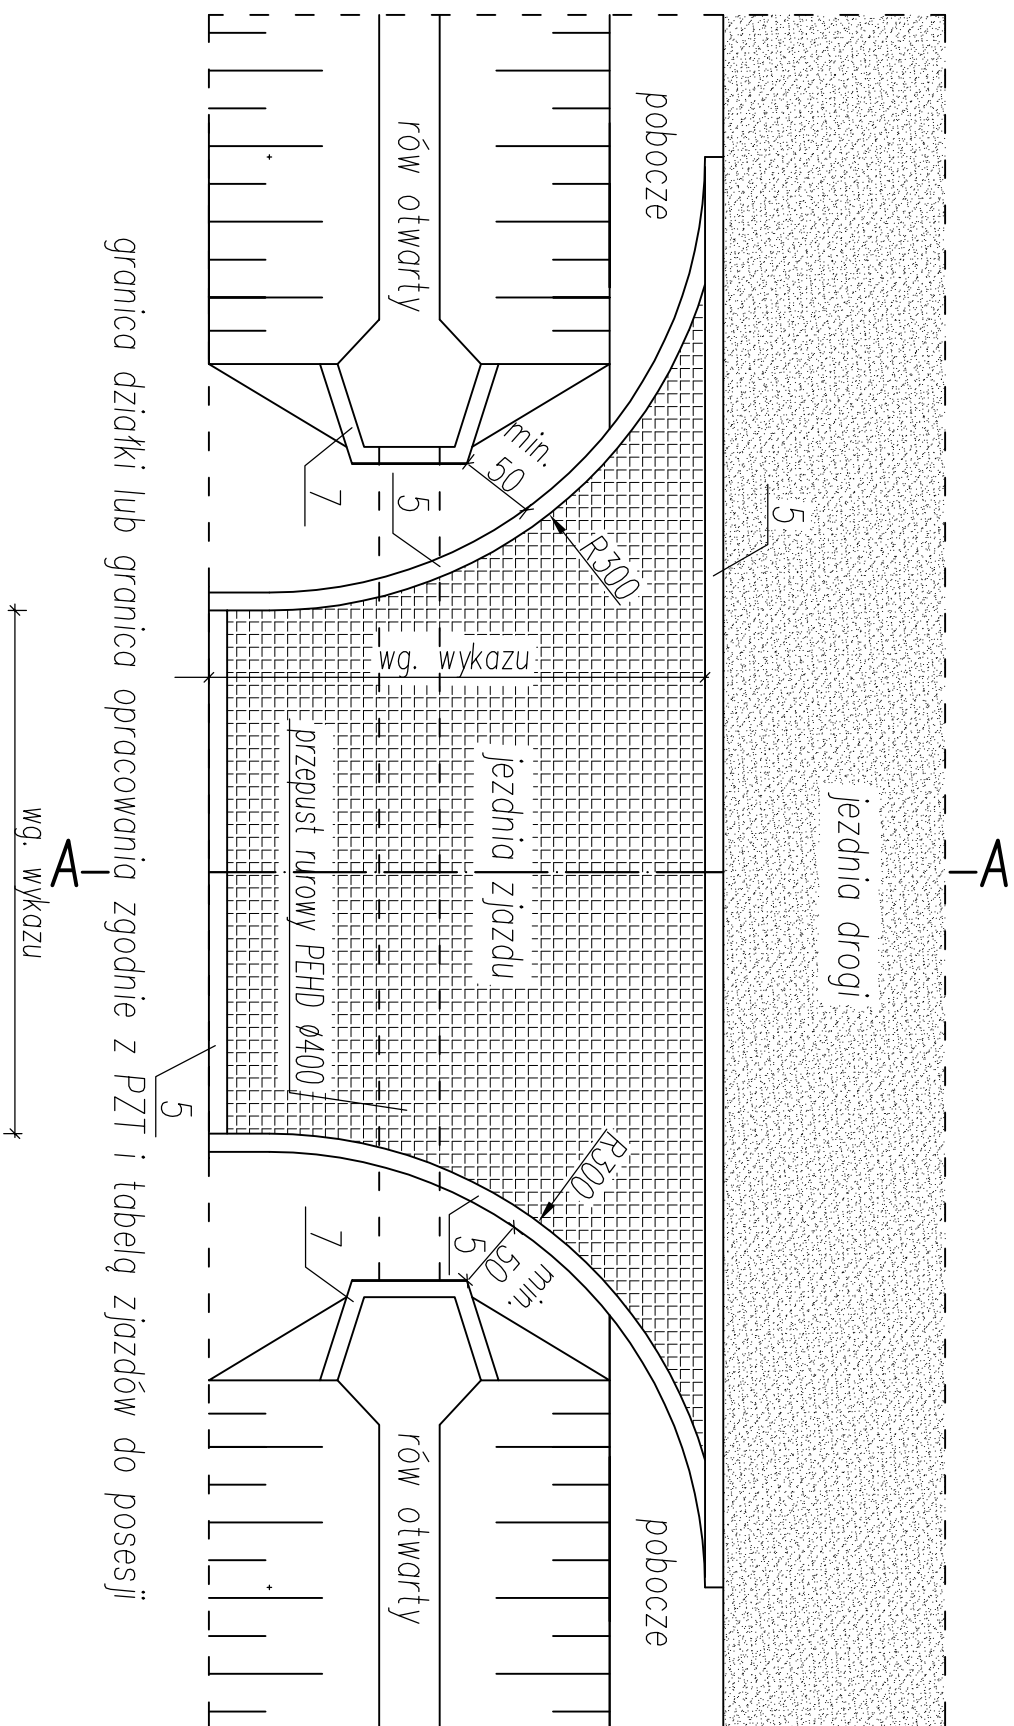 A
A
jezdnia drogi
5
pobocze
pobocze
R300
R300
min.
50
min.
50
jezdnia zjazdu
wg. wykazu
rów otwarty
rów otwarty
5
5
przepust rurowy PEHD ø400
7
7
5
granica działki lub granica opracowania zgodnie z PZT i tabelą zjazdów do posesji
wg. wykazu